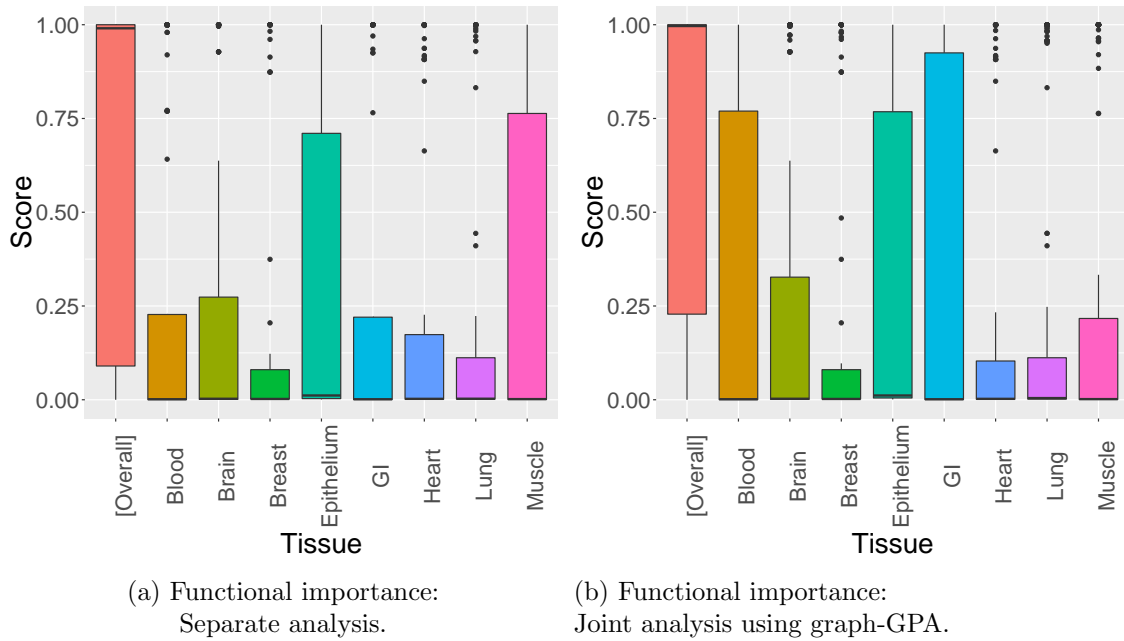 1.00
0.75
0.50
0.25
0.00
Score
[Overall]
Blood
Brain
Breast
Epithelium
GI
Heart
Lung
Muscle
Tissue
(a) Functional importance:
Separate analysis.
1.00
0.75
0.50
0.25
0.00
Score
[Overall]
Blood
Brain
Breast
Epithelium
GI
Heart
Lung
Muscle
Tissue
(b) Functional importance:
Joint analysis using graph-GPA.